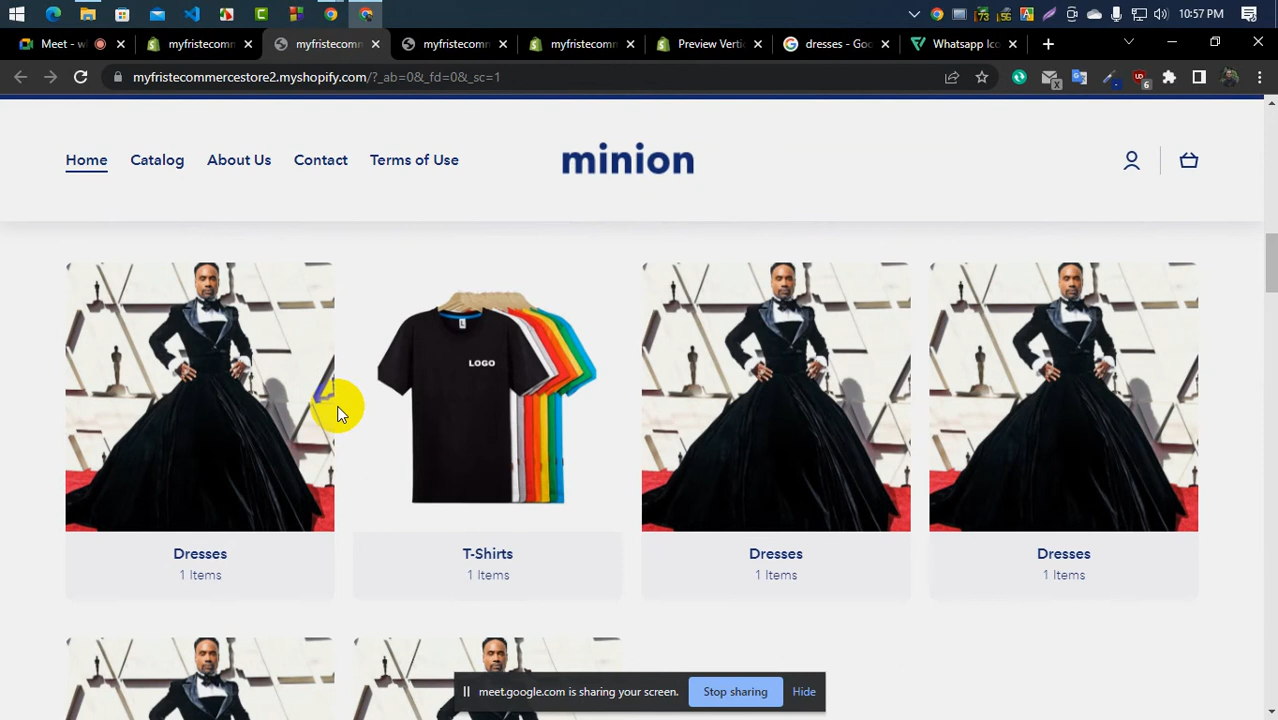 10:57 PM
Meet - wl
myfristecomm
myfristecomm
myfristecomm
myfristecomm
Preview Vertic
dresses - Goo
Whatsapp Ico
myfristecommercestore2.myshopify.com/?_ab=0&_fd=0&_sc=1
Home
Catalog
About Us
Contact
Terms of Use
minion
LOGO
Dresses
1 Items
T-Shirts
1 Items
Dresses
1 Items
Dresses
1 Items
meet.google.com is sharing your screen.
Stop sharing
Hide